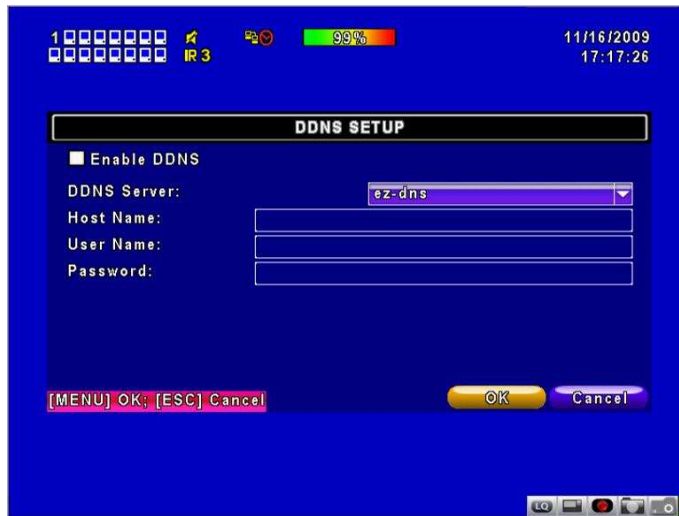 1
IR 3
99%
11/16/2009
17:17:26
DDNS SETUP
Enable DDNS
DDNS Server: ez-dns
Host Name:
User Name:
Password:
[MENU] OK; [ESC] Cancel
OK
Cancel
LQ